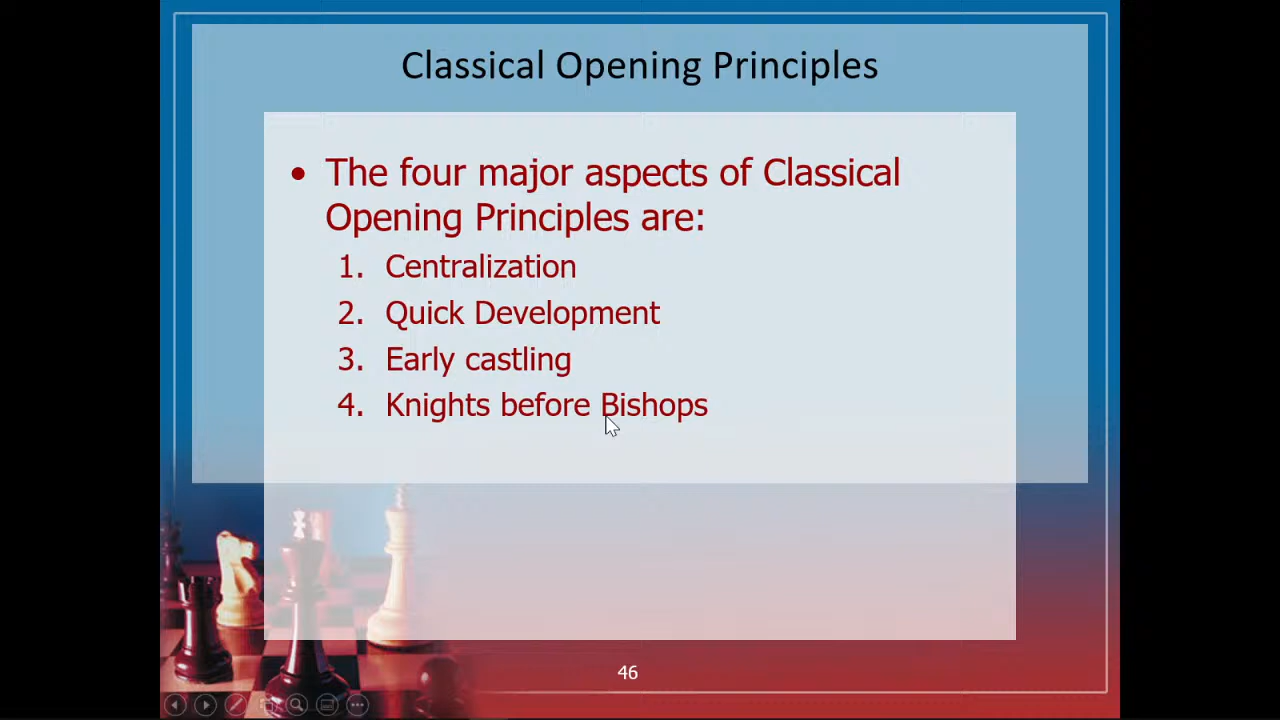 Classical Opening Principles
• The four major aspects of Classical
Opening Principles are:
1. Centralization
2. Quick Development
3. Early castling
4. Knights before Bishops
46